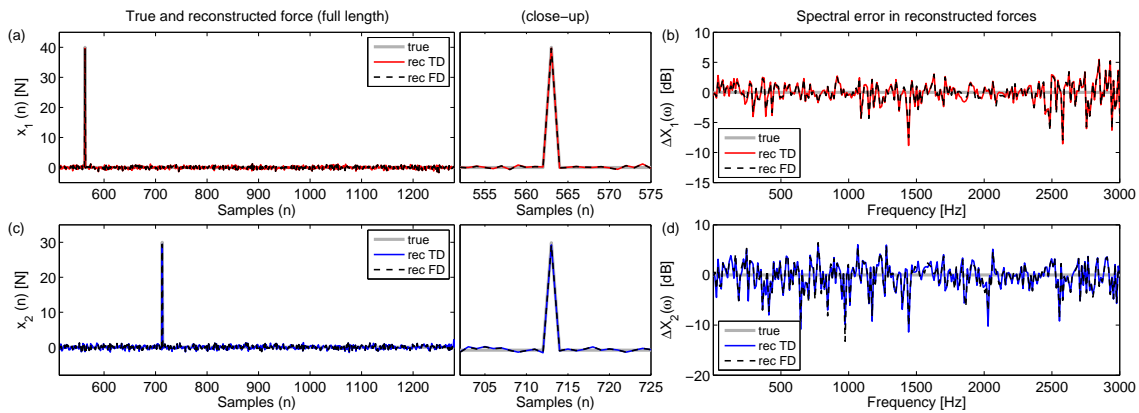 True and reconstructed force (full length)
(close−up)
Spectral error in reconstructed forces
(a)
x1 (n) [N]
40
30
20
10
0
true
rec TD
rec FD
600 700 800 900 1000 1100 1200
Samples (n)
555 560 565 570 575
Samples (n)
(b)
ΔX1(ω) [dB]
10
5
0
−5
−10
−15
true
rec TD
rec FD
500 1000 1500 2000 2500 3000
Frequency [Hz]
(c)
x2 (n) [N]
30
20
10
0
true
rec TD
rec FD
600 700 800 900 1000 1100 1200
Samples (n)
705 710 715 720 725
Samples (n)
(d)
ΔX2(ω) [dB]
10
0
−10
−20
true
rec TD
rec FD
500 1000 1500 2000 2500 3000
Frequency [Hz]